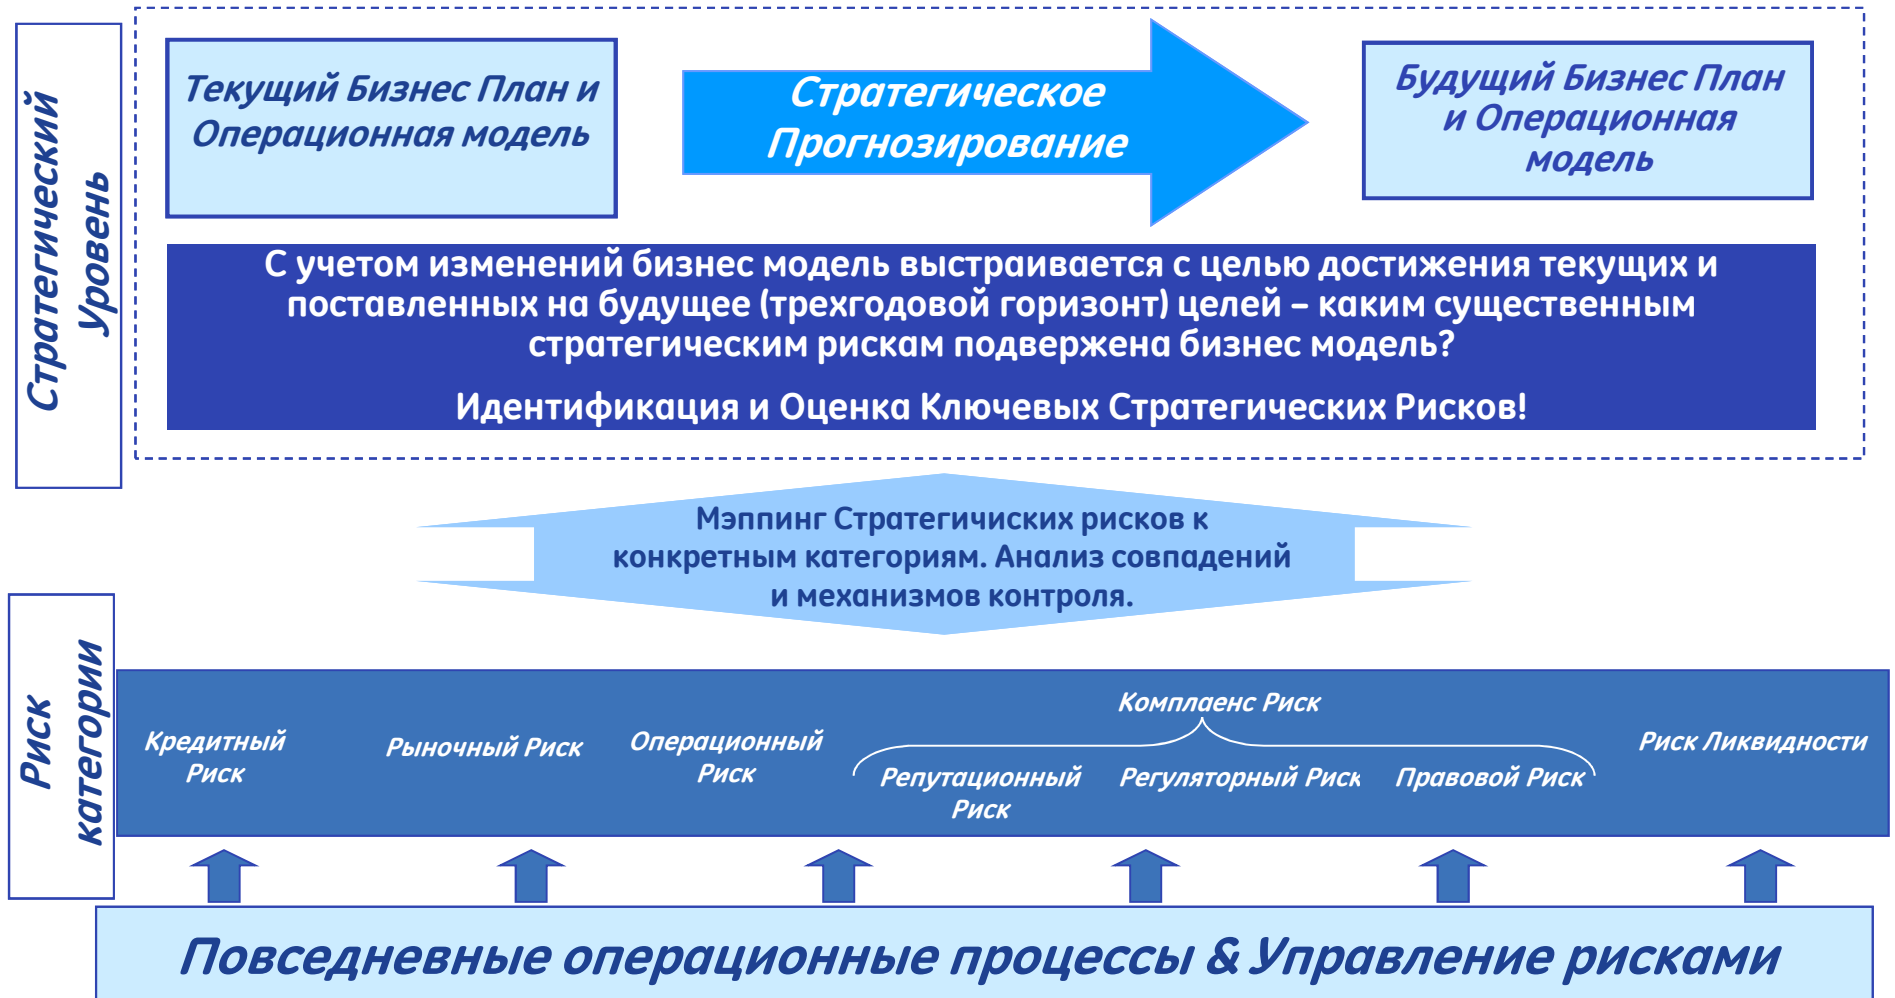 Стратегический
Уровень
Текущий Бизнес План и
Операционная модель
Стратегическое
Прогнозирование
Будущий Бизнес План
и Операционная
модель
С учетом изменений бизнес модель выстраивается с целью достижения текущих и
поставленных на будущее (трехгодовой горизонт) целей – каким существенным
стратегическим рискам подвержена бизнес модель?
Идентификация и Оценка Ключевых Стратегических Рисков!
Мэппинг Стратегичиских рисков к
конкретным категориям. Анализ совпадений
и механизмов контроля.
Риск
категории
Кредитный
Риск
Рыночный Риск
Операционный
Риск
Комплаенс Риск
Репутационный
Риск
Регуляторный Риск
Правовой Риск
Риск Ликвидности
Повседневные операционные процессы & Управление рисками